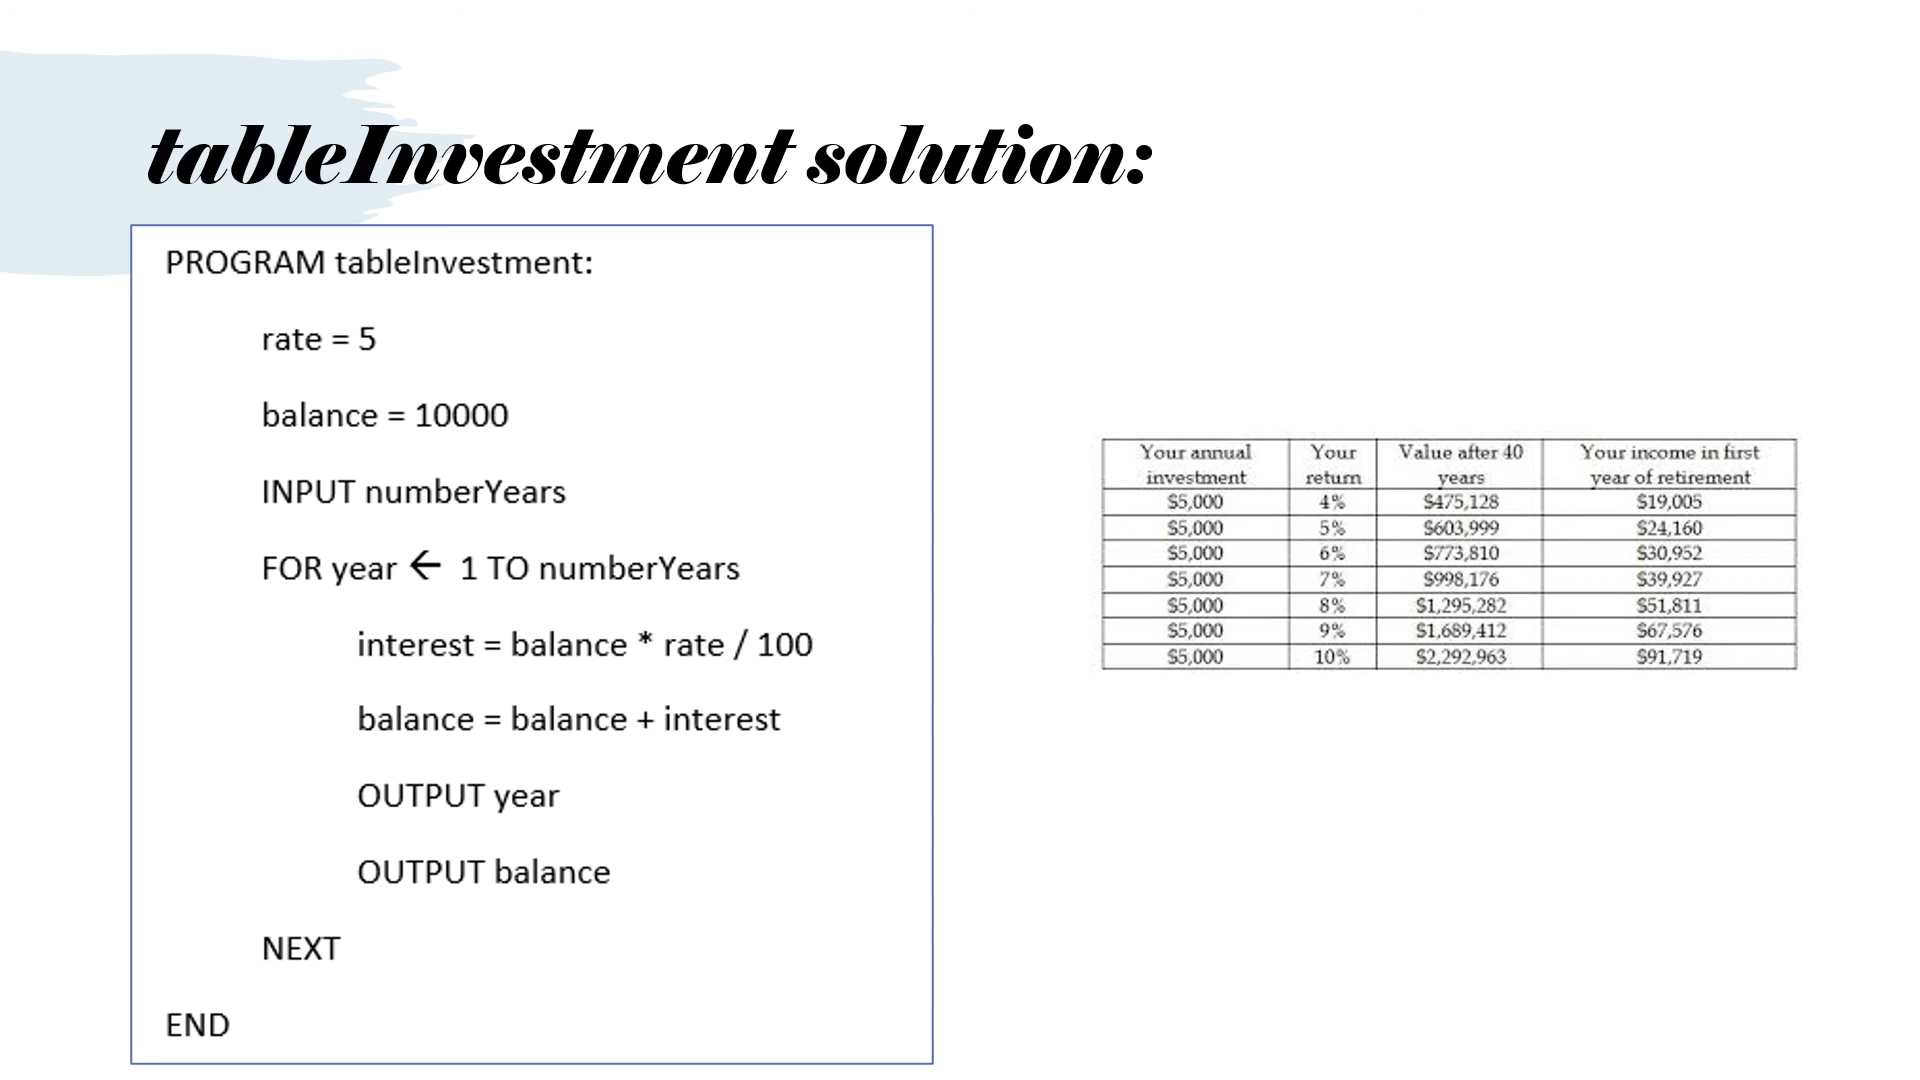 tableInvestment solution:
PROGRAM tableInvestment:
rate = 5
balance = 10000
INPUT numberYears
FOR year ← 1 TO numberYears
interest = balance * rate / 100
balance = balance + interest
OUTPUT year
OUTPUT balance
NEXT
END
Your annual investment Your return Value after 40 years Your income in first year of retirement
$5,000 4% $475,128 $19,005
$5,000 5% $603,999 $24,160
$5,000 6% $773,810 $30,952
$5,000 7% $998,176 $39,927
$5,000 8% $1,295,282 $51,811
$5,000 9% $1,689,412 $67,576
$5,000 10% $2,292,963 $91,719